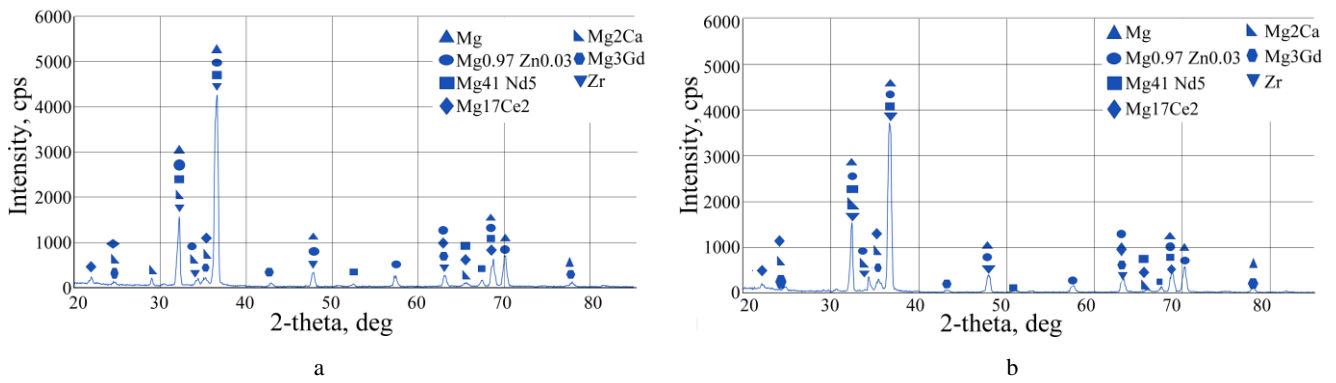 6000
5000
4000
3000
2000
1000
0
Intensity, cps
20 30 40 50 60 70 80
2-theta, deg
Mg
Mg0.97 Zn0.03
Mg41 Nd5
Mg17Ce2
Mg2Ca
Mg3Gd
Zr
a
6000
5000
4000
3000
2000
1000
0
Intensity, cps
20 30 40 50 60 70 80
2-theta, deg
Mg
Mg0.97 Zn0.03
Mg41 Nd5
Mg17Ce2
Mg2Ca
Mg3Gd
Zr
b